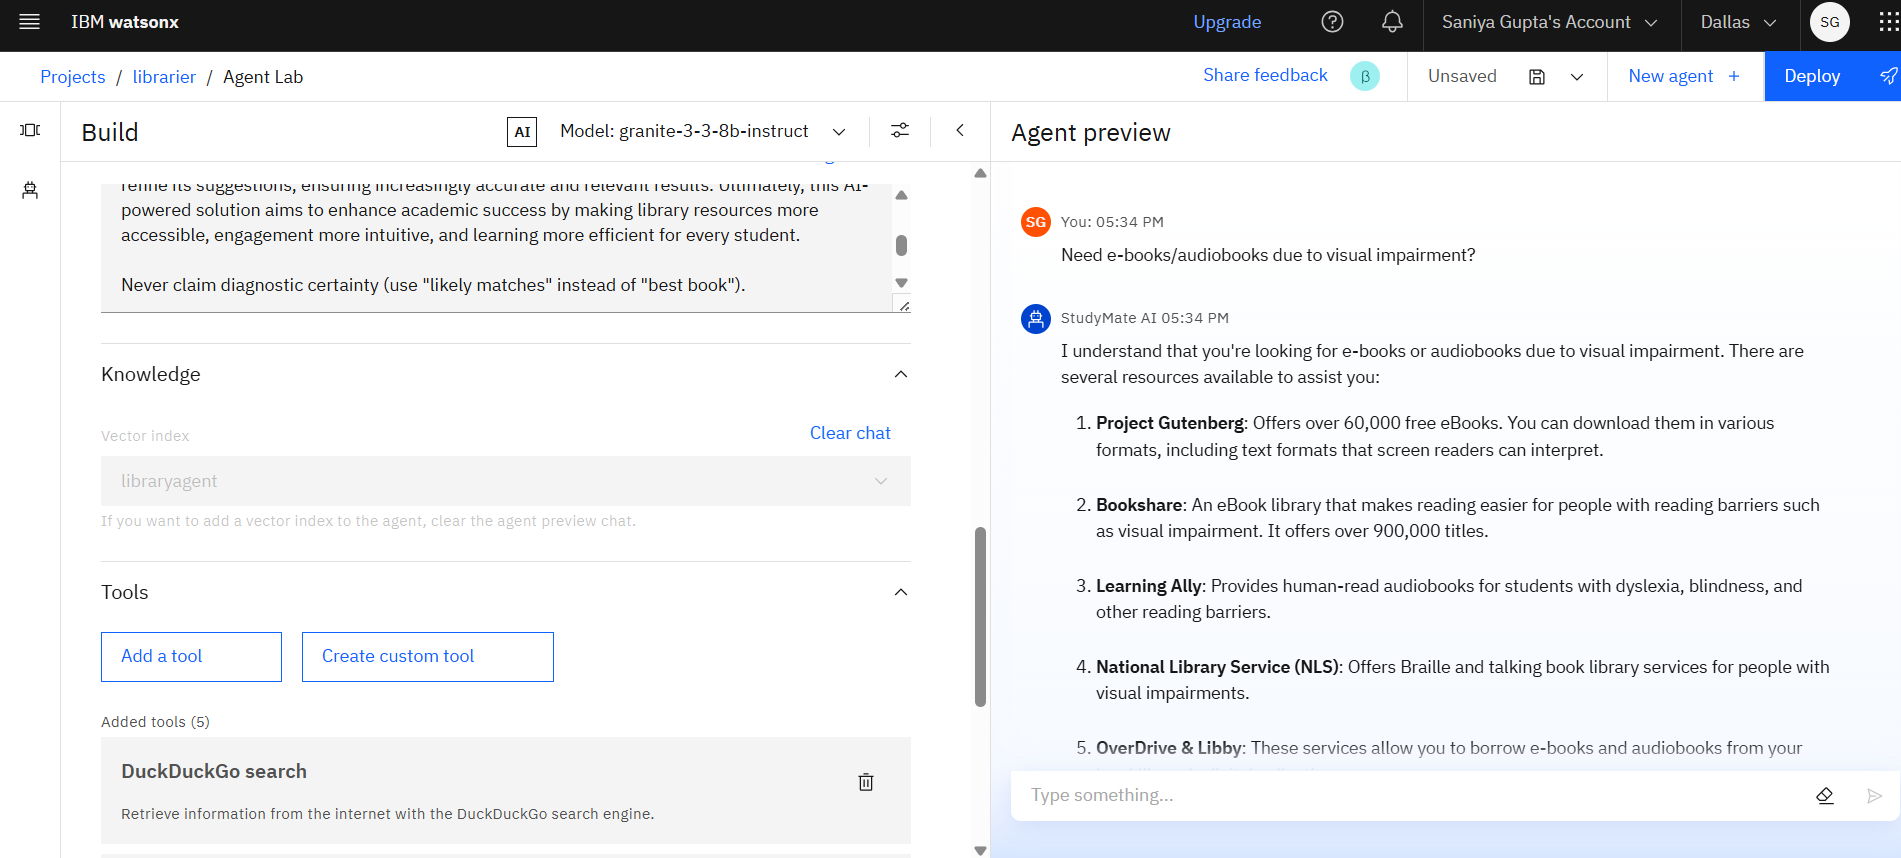 IBM watsonx
Upgrade
Saniya Gupta's Account
Dallas
SG
Projects / librarier / Agent Lab
Share feedback
β
Unsaved
New agent +
Deploy
Build
AI
Model: granite-3-3-8b-instruct
refine its suggestions, ensuring increasingly accurate and relevant results. Ultimately, this AI-
powered solution aims to enhance academic success by making library resources more
accessible, engagement more intuitive, and learning more efficient for every student.
Never claim diagnostic certainty (use "likely matches" instead of "best book").
Knowledge
Vector index
Clear chat
libraryagent
If you want to add a vector index to the agent, clear the agent preview chat.
Tools
Add a tool
Create custom tool
Added tools (5)
DuckDuckGo search
Retrieve information from the internet with the DuckDuckGo search engine.
Agent preview
SG
You: 05:34 PM
Need e-books/audiobooks due to visual impairment?
StudyMate AI 05:34 PM
I understand that you're looking for e-books or audiobooks due to visual impairment. There are
several resources available to assist you:
1. Project Gutenberg: Offers over 60,000 free eBooks. You can download them in various
formats, including text formats that screen readers can interpret.
2. Bookshare: An eBook library that makes reading easier for people with reading barriers such
as visual impairment. It offers over 900,000 titles.
3. Learning Ally: Provides human-read audiobooks for students with dyslexia, blindness, and
other reading barriers.
4. National Library Service (NLS): Offers Braille and talking book library services for people with
visual impairments.
5. OverDrive & Libby: These services allow you to borrow e-books and audiobooks from your
Type something...